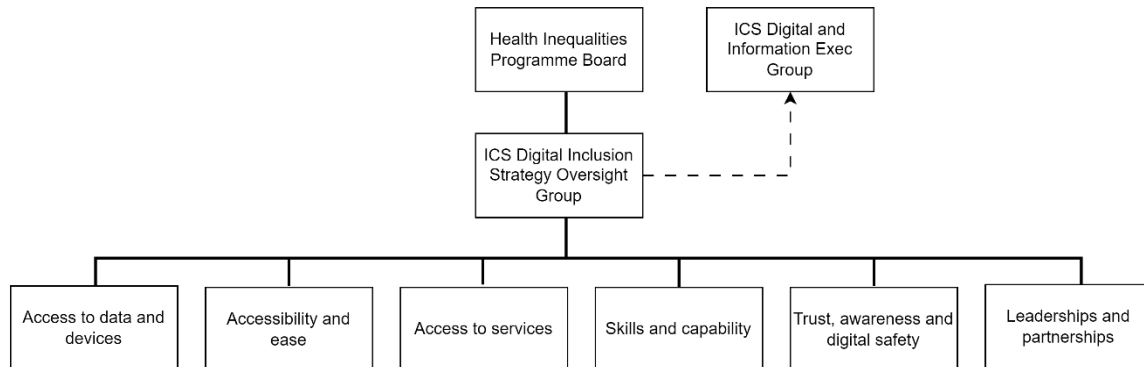 Health Inequalities
Programme Board
ICS Digital and
Information Exec
Group
ICS Digital Inclusion
Strategy Oversight
Group
Access to data and
devices
Accessibility and
ease
Access to services
Skills and capability
Trust, awareness and
digital safety
Leaderships and
partnerships